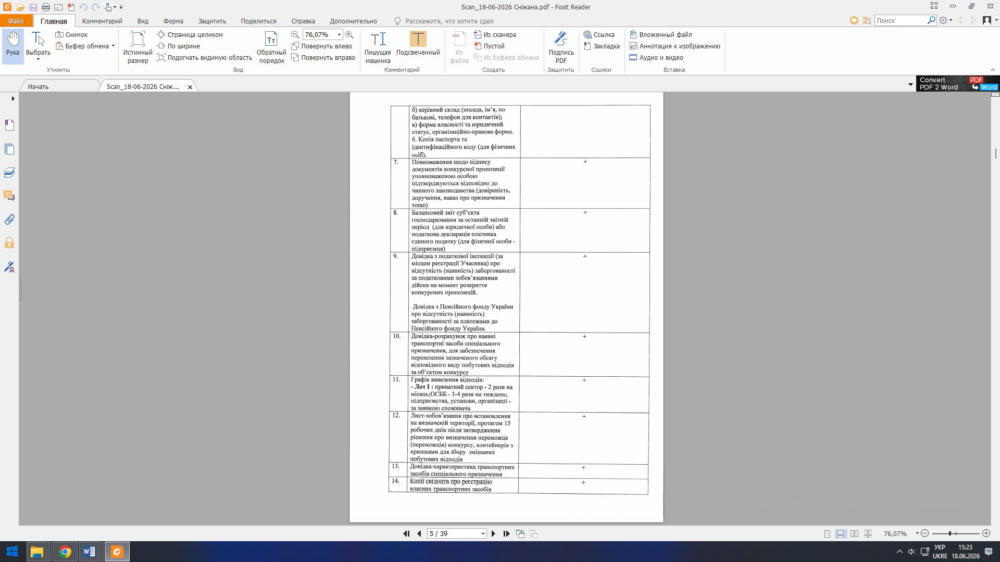 Scan_18-06-2026 Сніжана.pdf - Foxit Reader
Файл
Главная
Комментарий
Вид
Форма
Защитить
Поделиться
Справка
Дополнительно
Расскажите, что хотите сдел
Поиск
Рука
Выбрать
Снимок
Буфер обмена
Утилиты
Истинный размер
Страница целиком
По ширине
Подогнать видимую область
Обратный порядок
76,07%
Повернуть влево
Повернуть вправо
Вид
Пишущая машинка
Подсвеченный
Комментарий
Из файла
Из сканера
Пустой
Из буфера обмена
Создать
Подпись PDF
Защитить
Ссылка
Закладка
Ссылки
Вложенный файл
Аннотация к изображению
Аудио и видео
Вставка
Начать
Scan_18-06-2026 Сніж...
Convert PDF
PDF 2 Word Word
б) керівний склад (посада, ім’я, по
батькові, телефон для контактів);
в) форма власності та юридичний
статус, організаційно-правова форма.
6. Копія паспорта та
ідентифікаційного коду (для фізичних
осіб).
7. Повноваження щодо підпису +
документів конкурсної пропозиції
уповноваженою особою
підтверджуються відповідно до
чинного законодавства (довіреність,
доручення, наказ про призначення
тощо)
8. Балансовий звіт суб’єкта +
господарювання за останній звітній
період (для юридичної особи) або
податкова декларація платника
єдиного податку (для фізичної особи -
підприємця)
9. Довідка з податкової інспекції (за +
місцем реєстрації Учасника) про
відсутність (наявність) заборгованості
за податковими зобов’язаннями
дійсна на момент розкриття
конкурсних пропозицій.
Довідка з Пенсійного фонду України
про відсутність (наявність)
заборгованості за платежами до
Пенсійного фонду України.
10. Довідка-розрахунок про наявні +
транспортні засоби спеціального
призначення, для забезпечення
перевезення зазначеного обсягу
відповідного виду побутових відходів
за об’єктом конкурсу
11. Графік вивезення відходів: +
- Лот I : приватний сектор - 2 рази на
місяць;ОСББ - 3-4 рази на тиждень;
підприємства, установи, організації -
за заявкою споживача
12. Лист-зобов’язання про встановлення +
на визначеній території, протягом 15
робочих днів після затвердження
рішення про визначення переможця
(переможців) конкурсу, контейнерів з
кришками для збору змішаних
побутових відходів
13. Довідка-характеристика транспортних +
засобів спеціального призначення
14. Копії свідоцтв про реєстрацію +
власних транспортних засобів
5 / 39
76,07%
УКР
UKRE
15:23
18.06.2026